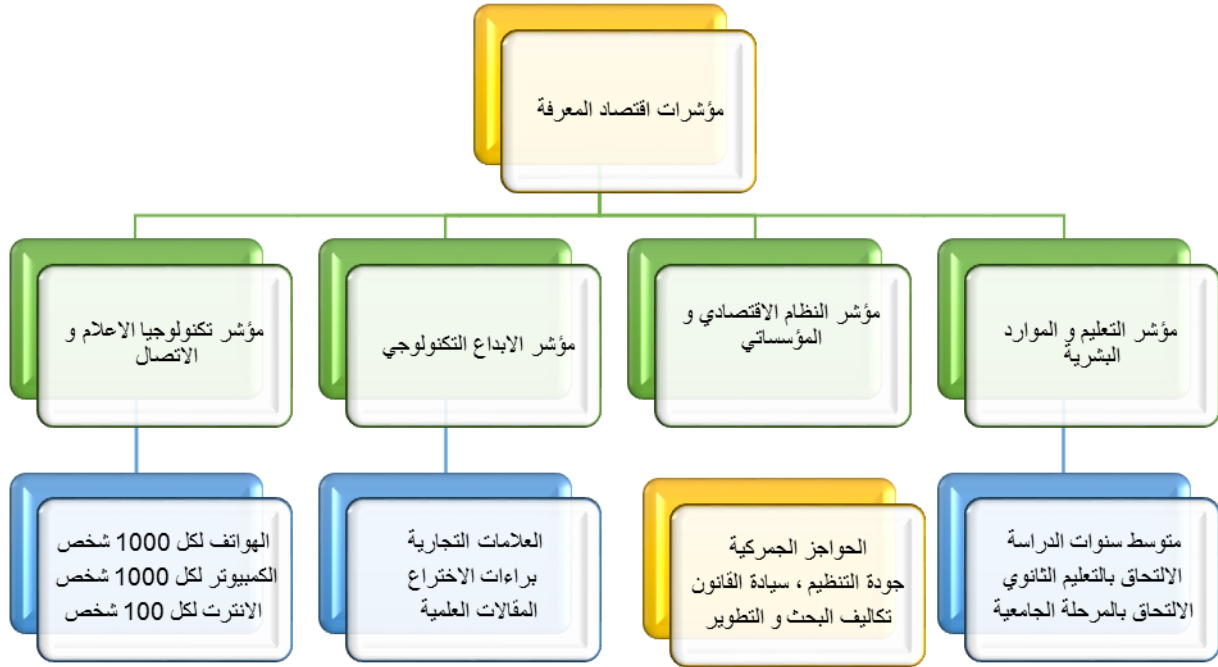 مؤشرات اقتصاد المعرفة
مؤشر التعليم و الموارد
البشرية
مؤشر النظام الاقتصادي و
المؤسساتي
مؤشر الابداع التكنولوجي
مؤشر تكنولوجيا الاعلام و
الاتصال
متوسط سنوات الدراسة
الالتحاق بالتعليم الثانوي
الالتحاق بالمرحلة الجامعية
الحواجز الجمركية
جودة التنظيم ، سيادة القانون
تكاليف البحث و التطوير
العلامات التجارية
براءات الاختراع
المقالات العلمية
الهواتف لكل 1000 شخص
الكمبيوتر لكل 1000 شخص
الانترت لكل 100 شخص